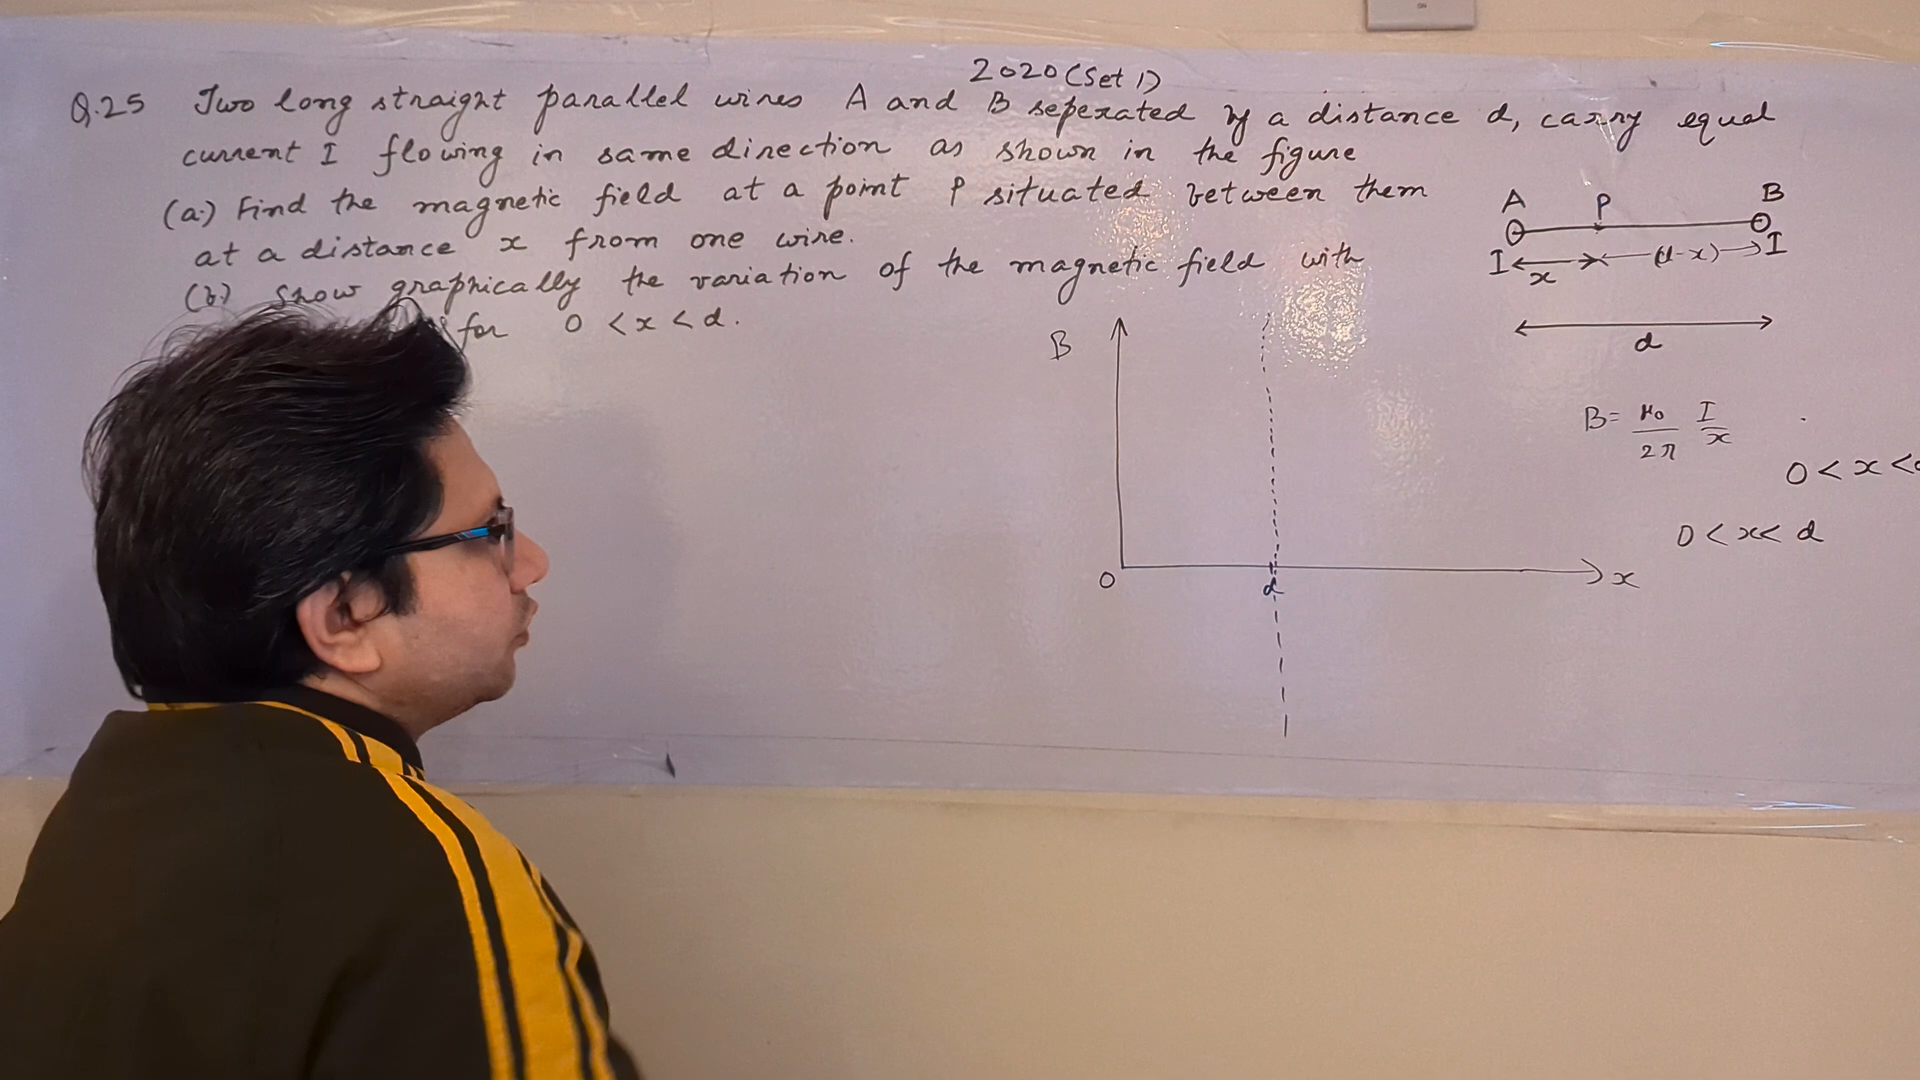 2020 (Set 1)
Q.25 Two long straight parallel wires A and B seperated by a distance d, carry equal
current I flowing in same direction as shown in the figure
(a.) Find the magnetic field at a point P situated between them
at a distance x from one wire.
(b.) Show graphically the variation of the magnetic field with
for 0 < x < d.
A P B
I x (d-x) I
d
B
B = μ₀/2π I/x
0 < x <
0 < x < d
0 d x